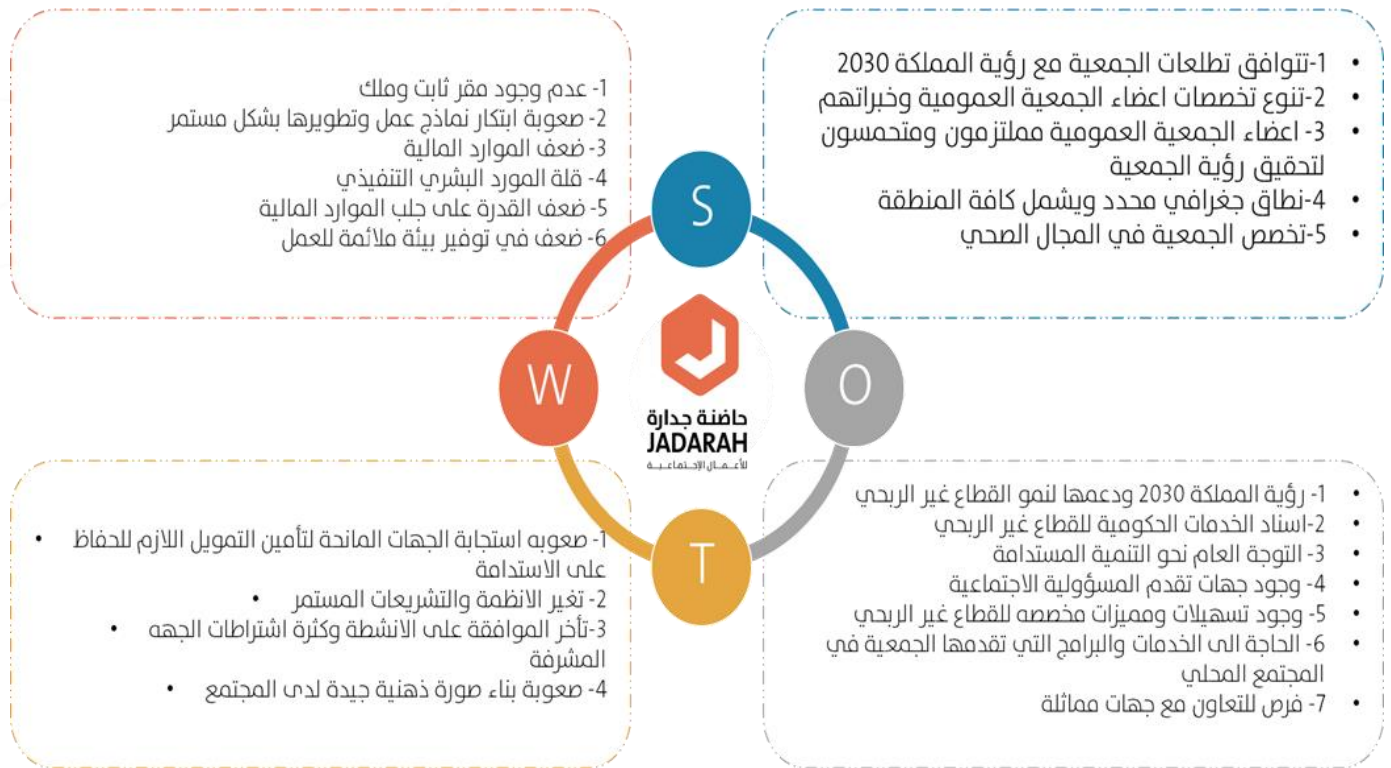 • 1-تتوافق تطلعات الجمعية مع رؤية المملكة 2030
• 2-تنوع تخصصات اعضاء الجمعية العمومية وخبراتهم
• 3- اعضاء الجمعية العمومية مملتزمون ومتحمسون
لتحقيق رؤية الجمعية
• 4-نطاق جغرافي محدد ويشمل كافة المنطقة
• 5-تخصص الجمعية في المجال الصحي
1- عدم وجود مقر ثابت وملك
2- صعوبة ابتكار نماذج عمل وتطويرها بشكل مستمر
3- ضعف الموارد المالية
4- قلة المورد البشري التنفيذي
5- ضعف القدرة على جلب الموارد المالية
6- ضعف في توفير بيئة ملائمة للعمل
S
W
O
T
حاضنة جدارة
JADARAH
للأعـمـال الإجـتماعـيـة
• 1- رؤية المملكة 2030 ودعمها لنمو القطاع غير الربحي
• 2-اسناد الخدمات الحكومية للقطاع غير الربحي
• 3- التوجة العام نحو التنمية المستدامة
• 4- وجود جهات تقدم المسؤولية الاجتماعية
• 5- وجود تسهيلات ومميزات مخصصه للقطاع غير الربحي
• 6- الحاجة الى الخدمات والبرامج التي تقدمها الجمعية في
المجتمع المحلي
• 7- فرص للتعاون مع جهات مماثلة
1- صعوبه استجابة الجهات المانحة لتأمين التمويل اللازم للحفاظ •
على الاستدامة
2- تغير الانظمة والتشريعات المستمر •
3-تأخر الموافقة على الانشطة وكثرة اشتراطات الجهه •
المشرفة
4- صعوبة بناء صورة ذهنية جيدة لدى المجتمع •